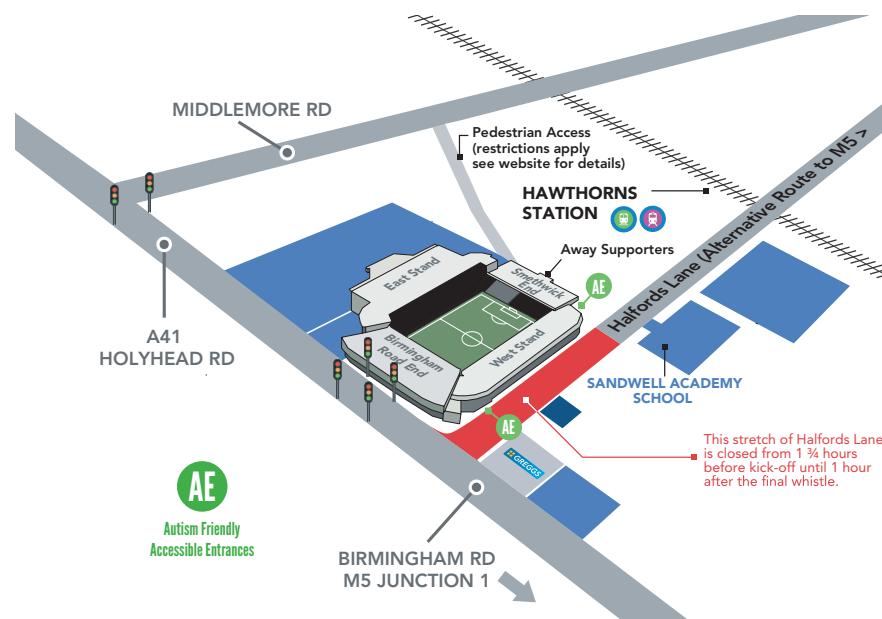 MIDDLEMORE RD
Pedestrian Access
(restrictions apply
see website for details)
HAWTHORNS
STATION
Halfords Lane (Alternative Route to M5 >
Away Supporters
East Stand
Smethwick
End
AE
A41
HOLYHEAD RD
West Stand
Birmingham
Road End
SANDWELL ACADEMY
SCHOOL
AE
This stretch of Halfords Lane
is closed from 1 ¾ hours
before kick-off until 1 hour
after the final whistle.
GREGGS
AE
Autism Friendly
Accessible Entrances
BIRMINGHAM RD
M5 JUNCTION 1